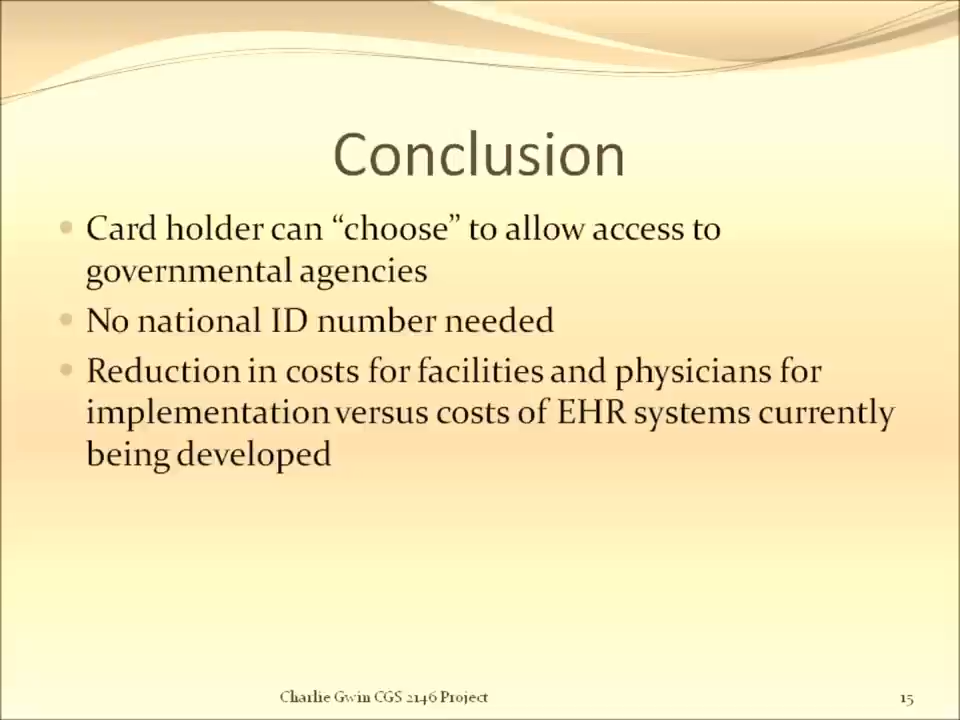 Conclusion
Card holder can “choose” to allow access to
governmental agencies
No national ID number needed
Reduction in costs for facilities and physicians for
implementation versus costs of EHR systems currently
being developed
Charlie Gwin CGS 2146 Project
15